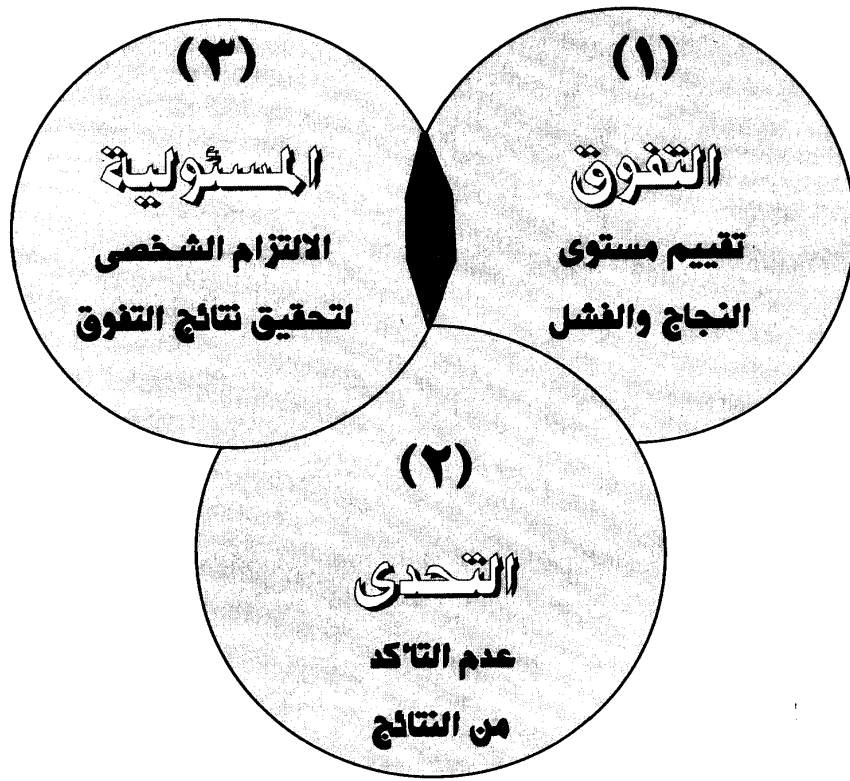 (١)
التفوق
تقييم مستوى
النجاح والفشل
(٢)
التحدى
عدم التأكد
من النتائج
(٣)
المسئولية
الالتزام الشخصى
لتحقيق نتائج التفوق